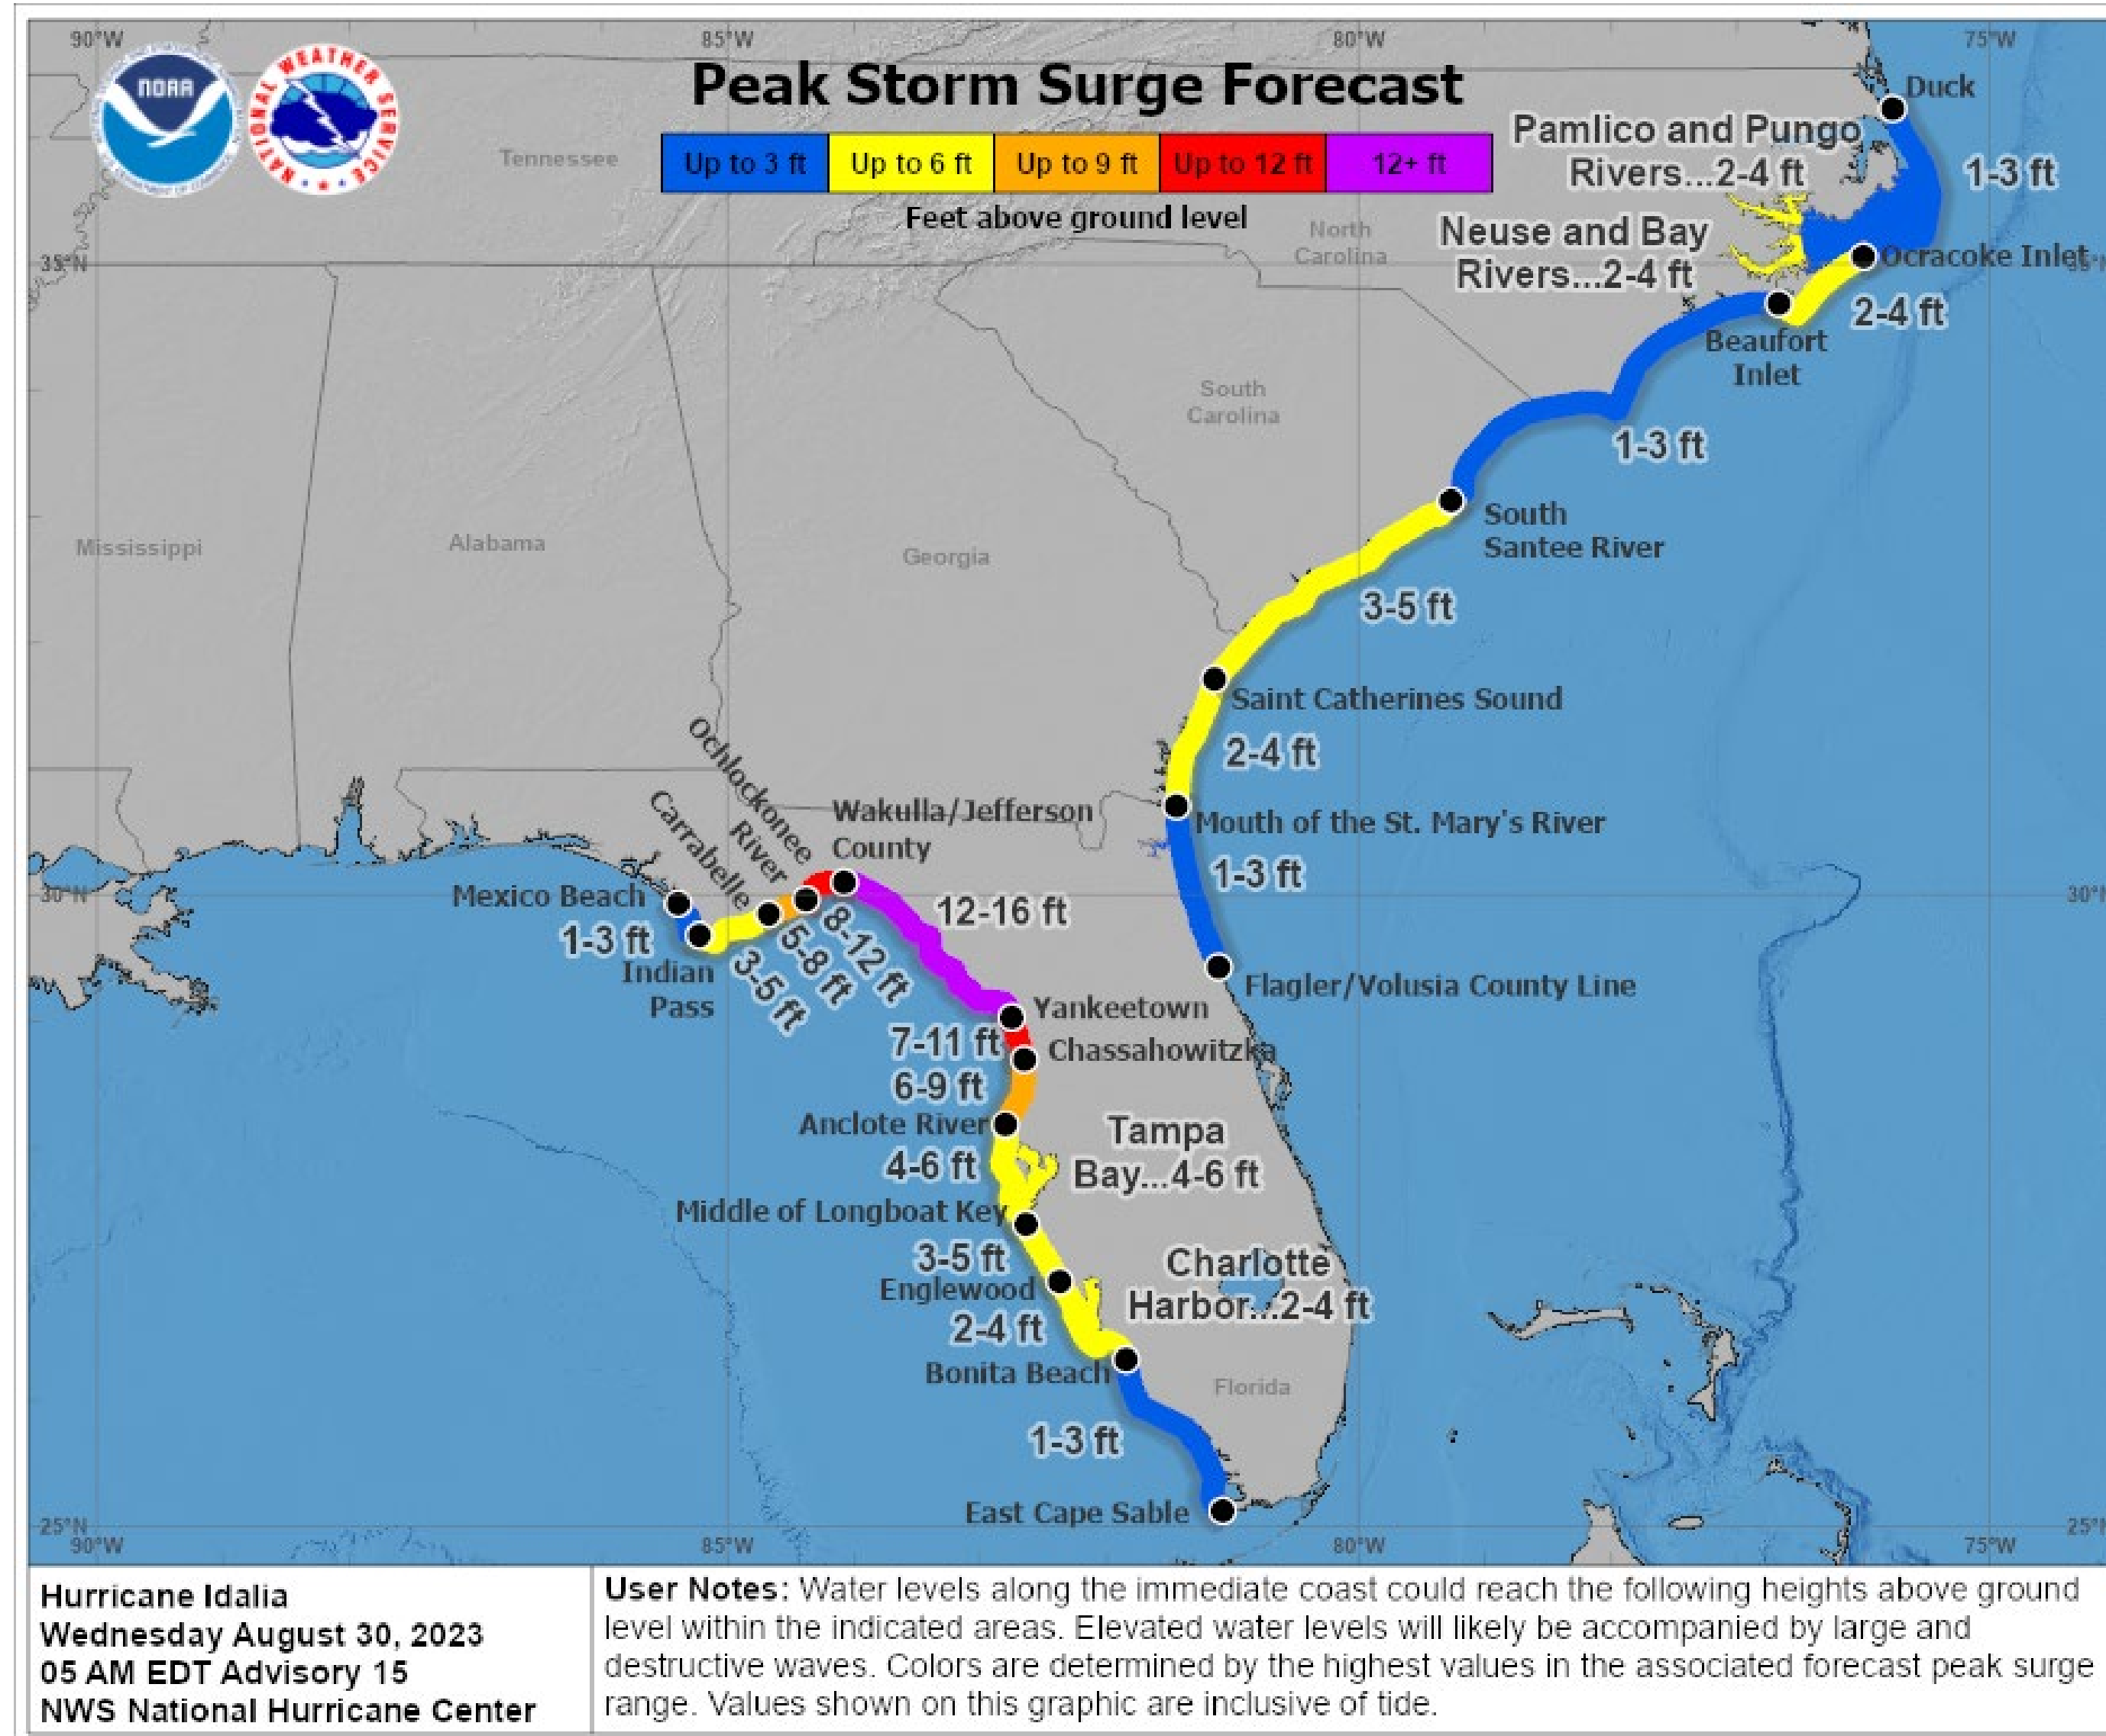 90°W
85°W
80°W
75°W
NOAA
NATIONAL WEATHER SERVICE
Peak Storm Surge Forecast
Up to 3 ft
Up to 6 ft
Up to 9 ft
Up to 12 ft
12+ ft
Feet above ground level
Tennessee
North
Carolina
South
Carolina
Mississippi
Alabama
Georgia
Duck
Pamlico and Pungo
Rivers...2-4 ft
1-3 ft
Neuse and Bay
Rivers...2-4 ft
35°N
Ocracoke Inlet
2-4 ft
Beaufort
Inlet
1-3 ft
South
Santee River
3-5 ft
Saint Catherines Sound
2-4 ft
Mouth of the St. Mary's River
1-3 ft
Flagler/Volusia County Line
Ochlockonee
River
Carrabelle
Wakulla/Jefferson
County
30°N
30°N
Mexico Beach
1-3 ft
Indian
Pass
3-5 ft
5-8 ft
8-12 ft
12-16 ft
Yankeetown
7-11 ft
Chassahowitzka
6-9 ft
Anclote River
4-6 ft
Tampa
Bay...4-6 ft
Middle of Longboat Key
3-5 ft
Englewood
Charlotte
Harbor...2-4 ft
2-4 ft
Bonita Beach
Florida
1-3 ft
East Cape Sable
25°N
25°N
90°W
85°W
80°W
75°W
Hurricane Idalia
Wednesday August 30, 2023
05 AM EDT Advisory 15
NWS National Hurricane Center
User Notes: Water levels along the immediate coast could reach the following heights above ground
level within the indicated areas. Elevated water levels will likely be accompanied by large and
destructive waves. Colors are determined by the highest values in the associated forecast peak surge
range. Values shown on this graphic are inclusive of tide.